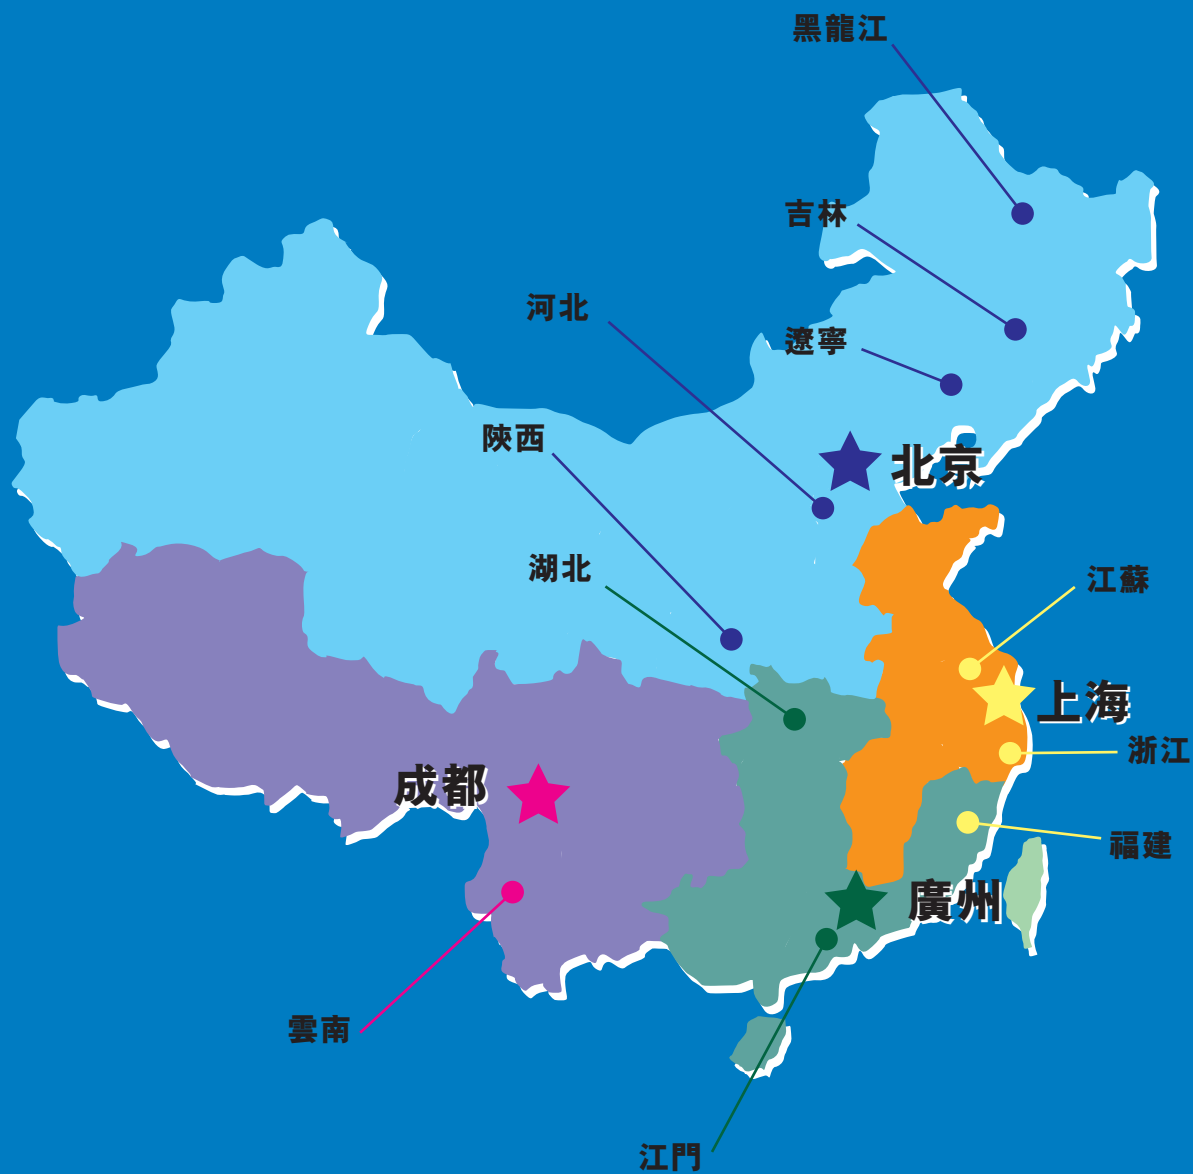 黑龍江
吉林
河北
遼寧
陝西
北京
湖北
江蘇
上海
浙江
成都
福建
廣州
雲南
江門